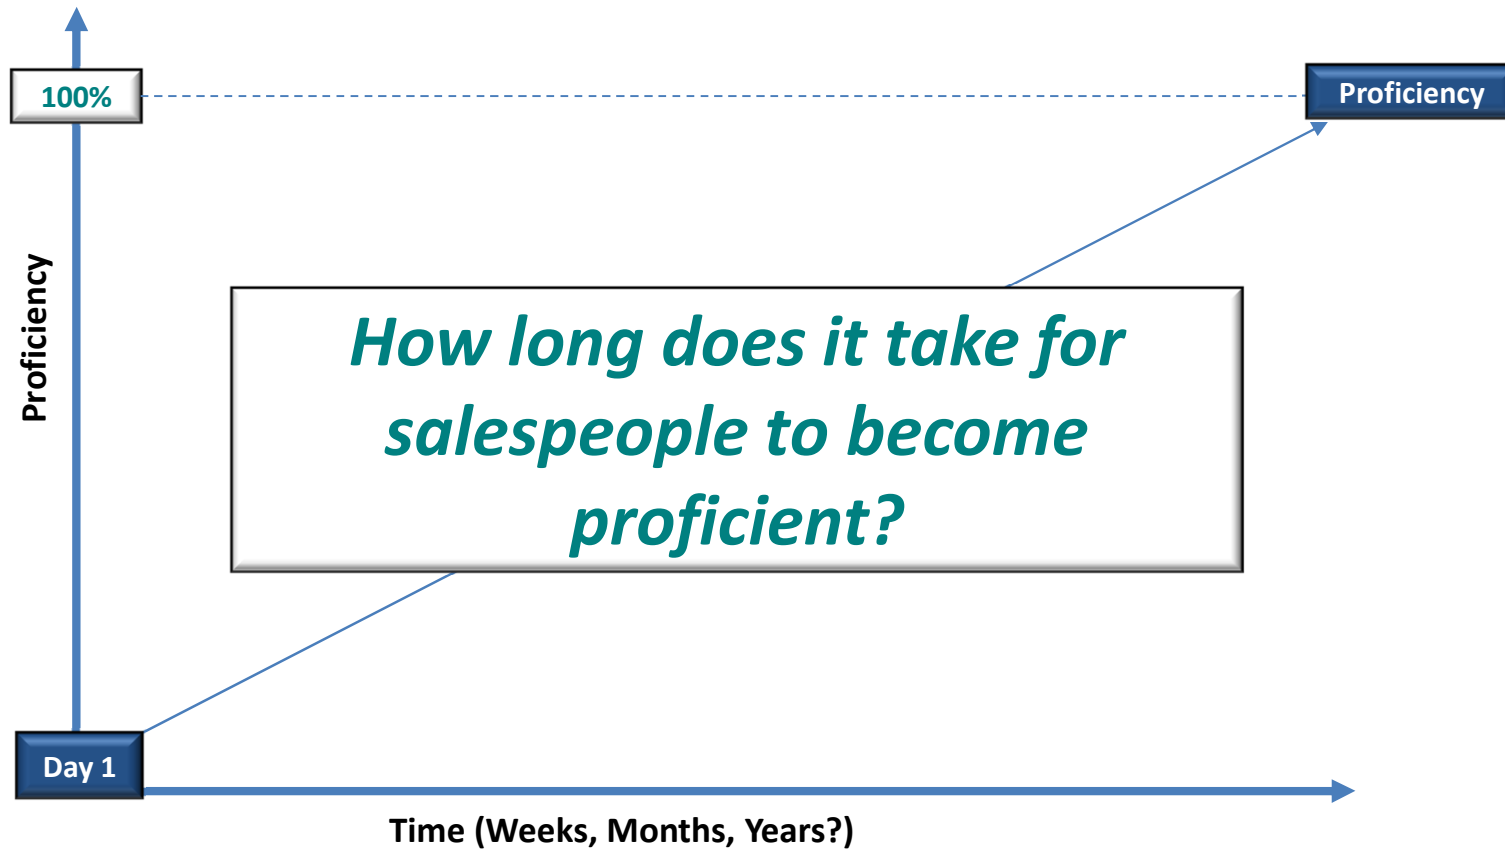 100%
Proficiency
Proficiency
How long does it take for
salespeople to become
proficient?
Day 1
Time (Weeks, Months, Years?)